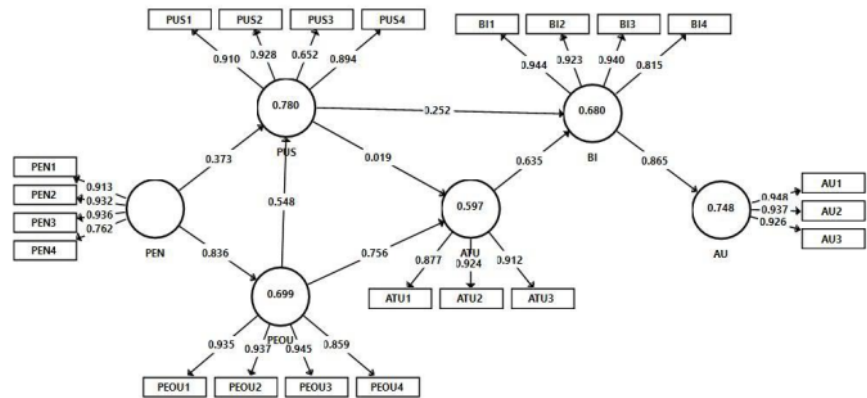 PUS1 PUS2 PUS3 PUS4 BI1 BI2 BI3 BI4
0.910 0.928 0.652 0.894 0.944 0.923 0.940 0.815
0.780 0.680
0.252
PUS BI
PEN1
PEN2
PEN3
PEN4
0.913
0.932
0.936
0.762
PEN
0.373
0.019
0.635
0.865
0.548
0.836
0.756
0.597
ATU
0.877 0.924 0.912
ATU1 ATU2 ATU3
0.748
AU
0.948
0.937
0.926
AU1
AU2
AU3
0.699
PEOU
0.935 0.937 0.945 0.859
PEOU1 PEOU2 PEOU3 PEOU4